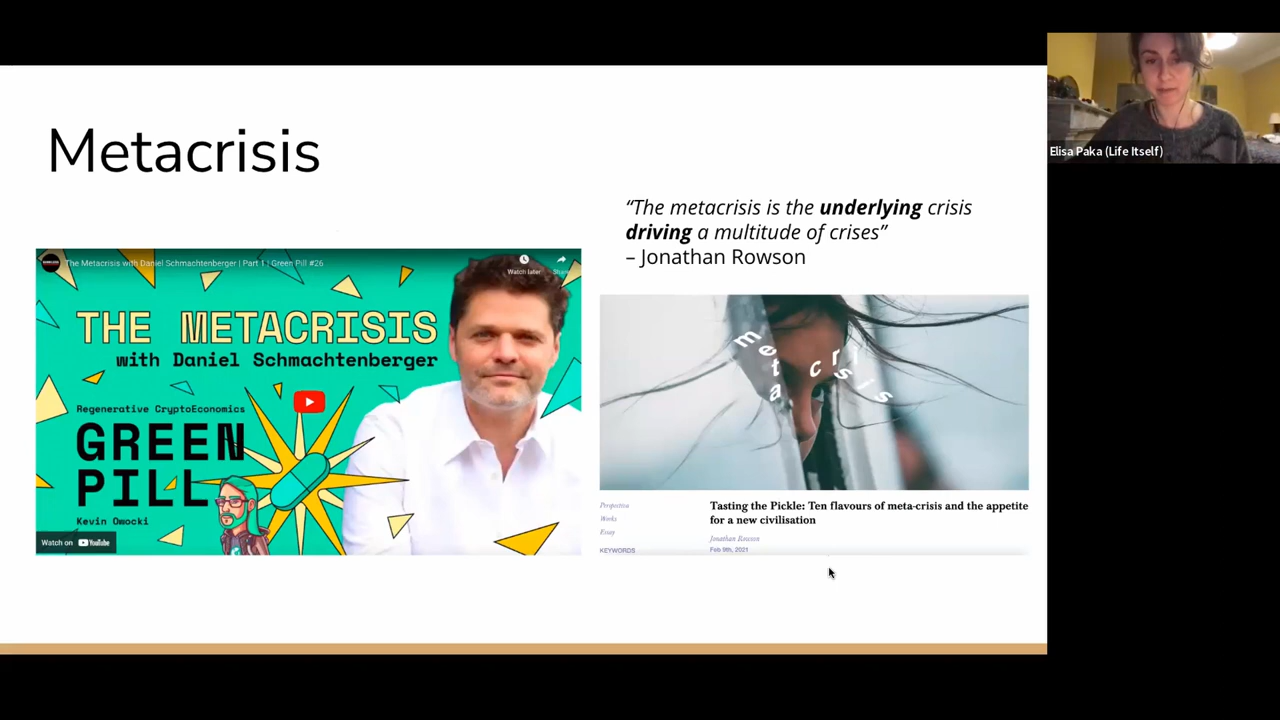 Metacrisis
“The metacrisis is the underlying crisis
driving a multitude of crises”
– Jonathan Rowson
The Metacrisis with Daniel Schmachtenberger | Part 1 | Green Pill #26
Watch later
Share
THE METACRISIS
with Daniel Schmachtenberger
Regenerative CryptoEconomics
GREEN
PILL
Kevin Owocki
Watch on YouTube
meta crisis
Perspectiva
Works
Essay
KEYWORDS
Tasting the Pickle: Ten flavours of meta-crisis and the appetite
for a new civilisation
Jonathan Rowson
Feb 9th, 2021
Elisa Paka (Life Itself)